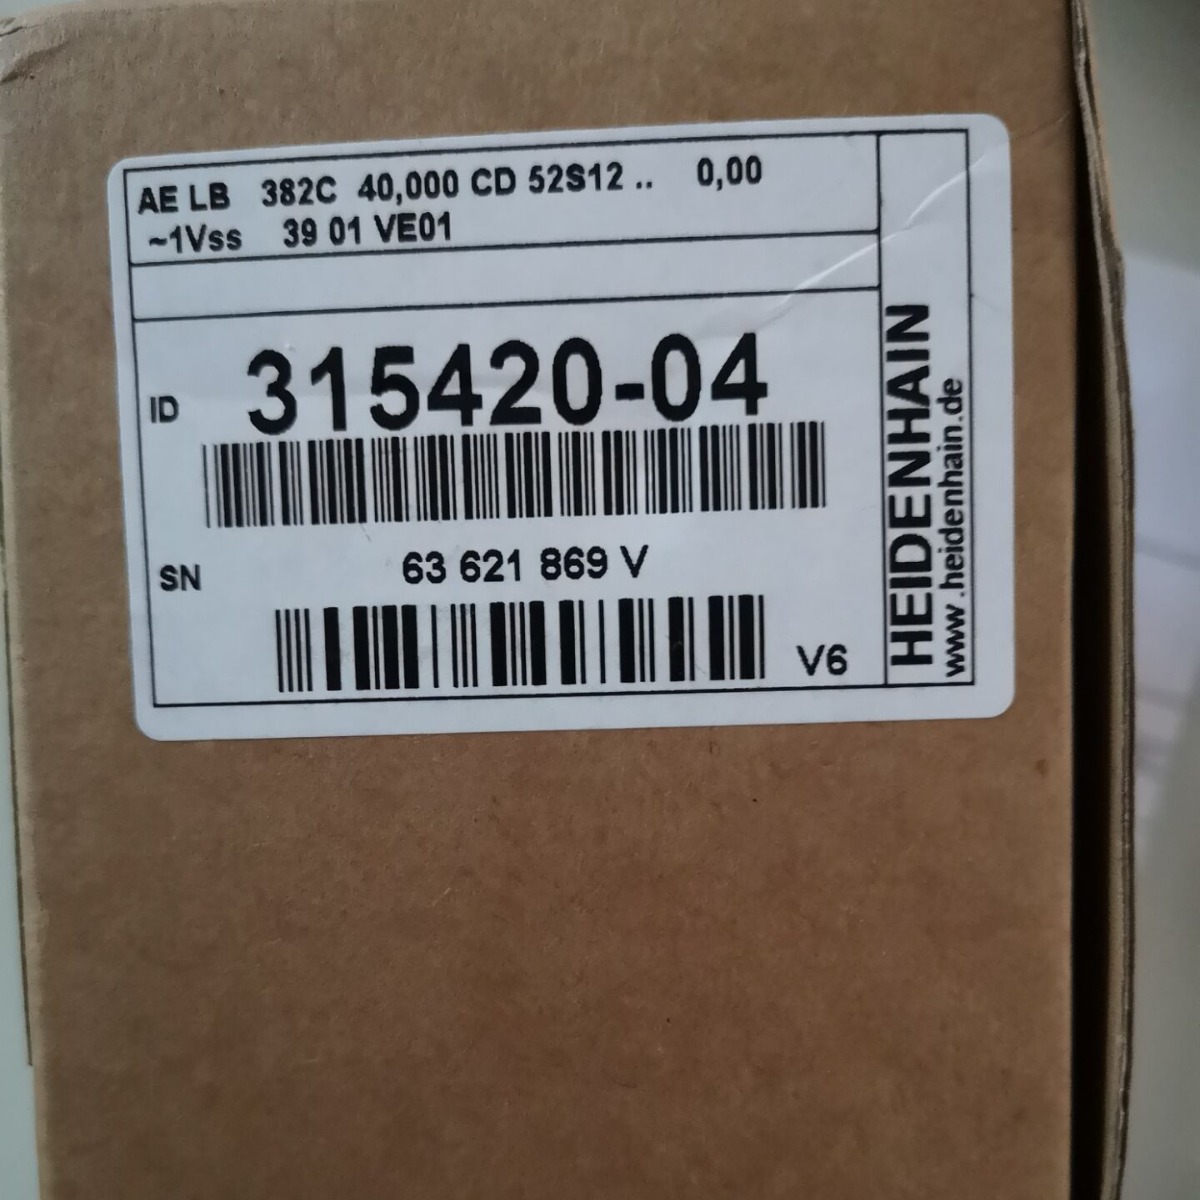 AE LB 382C 40,000 CD 52S12 .. 0,00
~1Vss 39 01 VE01
ID 315420-04
SN 63 621 869 V
V6
HEIDENHAIN
www.heidenhain.de